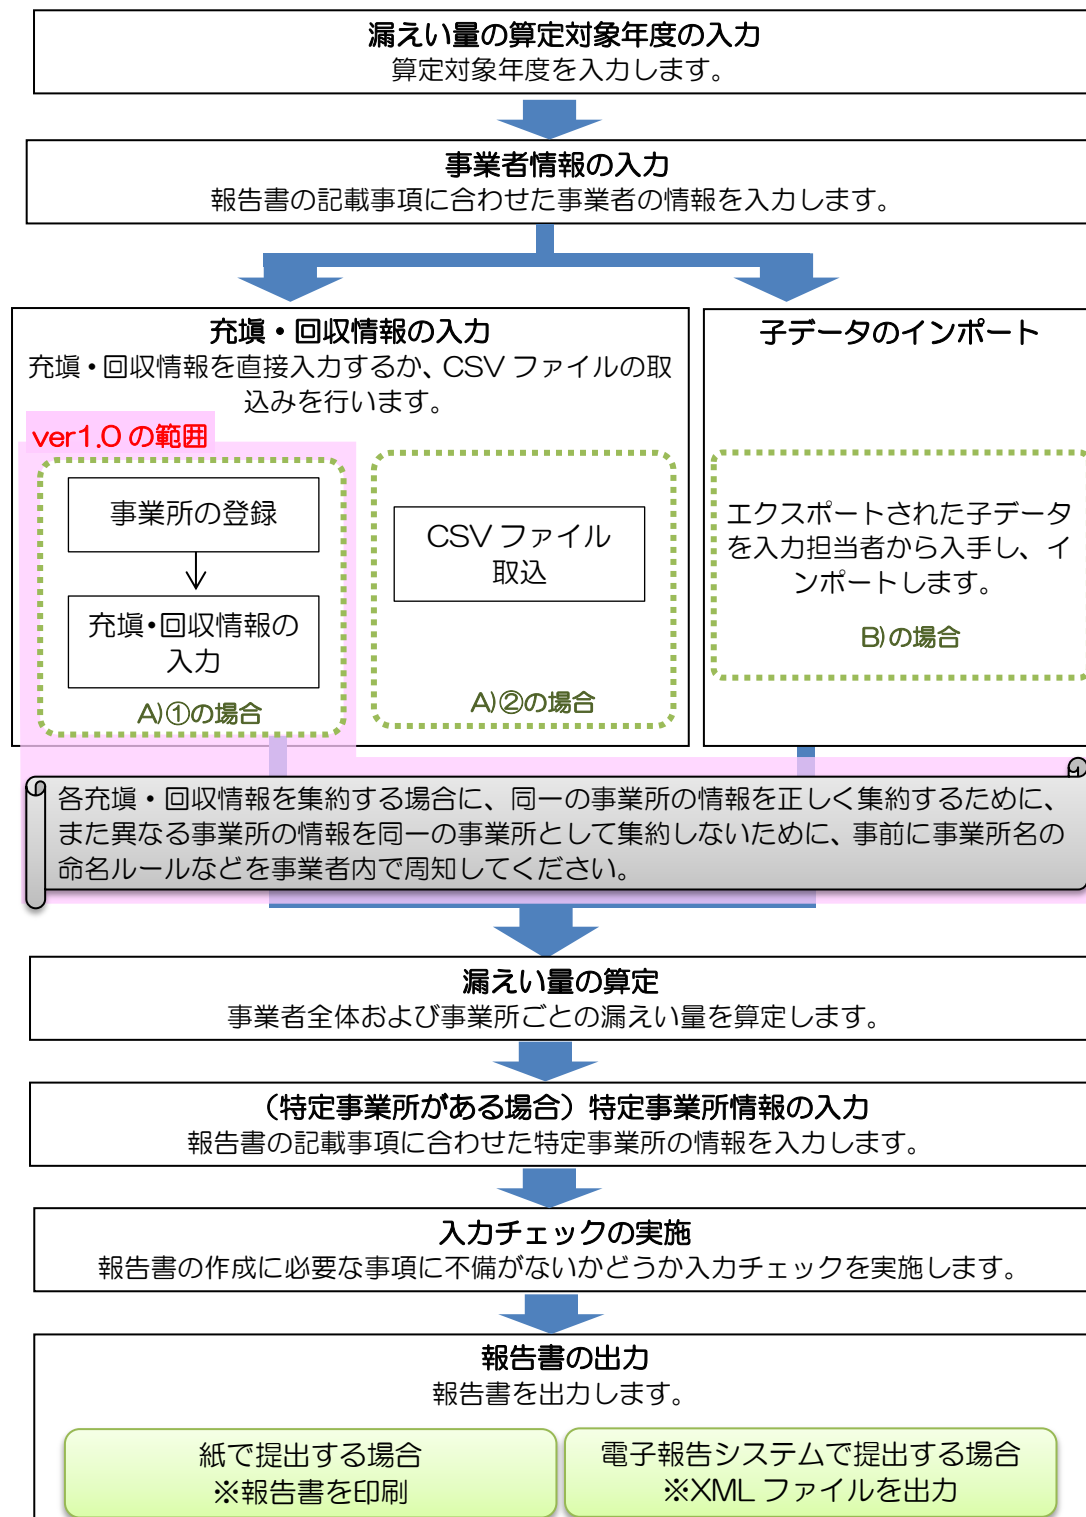 漏えい量の算定対象年度の入力
算定対象年度を入力します。
事業者情報の入力
報告書の記載事項に合わせた事業者の情報を入力します。
充塡・回収情報の入力
充塡・回収情報を直接入力するか、CSV ファイルの取
込みを行います。
ver1.0 の範囲
事業所の登録
充塡・回収情報の
入力
A)①の場合
CSV ファイル
取込
A)②の場合
子データのインポート
エクスポートされた子データ
を入力担当者から入手し、イ
ンポートします。
B)の場合
各充塡・回収情報を集約する場合に、同一の事業所の情報を正しく集約するために、
また異なる事業所の情報を同一の事業所として集約しないために、事前に事業所名の
命名ルールなどを事業者内で周知してください。
漏えい量の算定
事業者全体および事業所ごとの漏えい量を算定します。
（特定事業所がある場合）特定事業所情報の入力
報告書の記載事項に合わせた特定事業所の情報を入力します。
入力チェックの実施
報告書の作成に必要な事項に不備がないかどうか入力チェックを実施します。
報告書の出力
報告書を出力します。
紙で提出する場合
※報告書を印刷
電子報告システムで提出する場合
※XML ファイルを出力